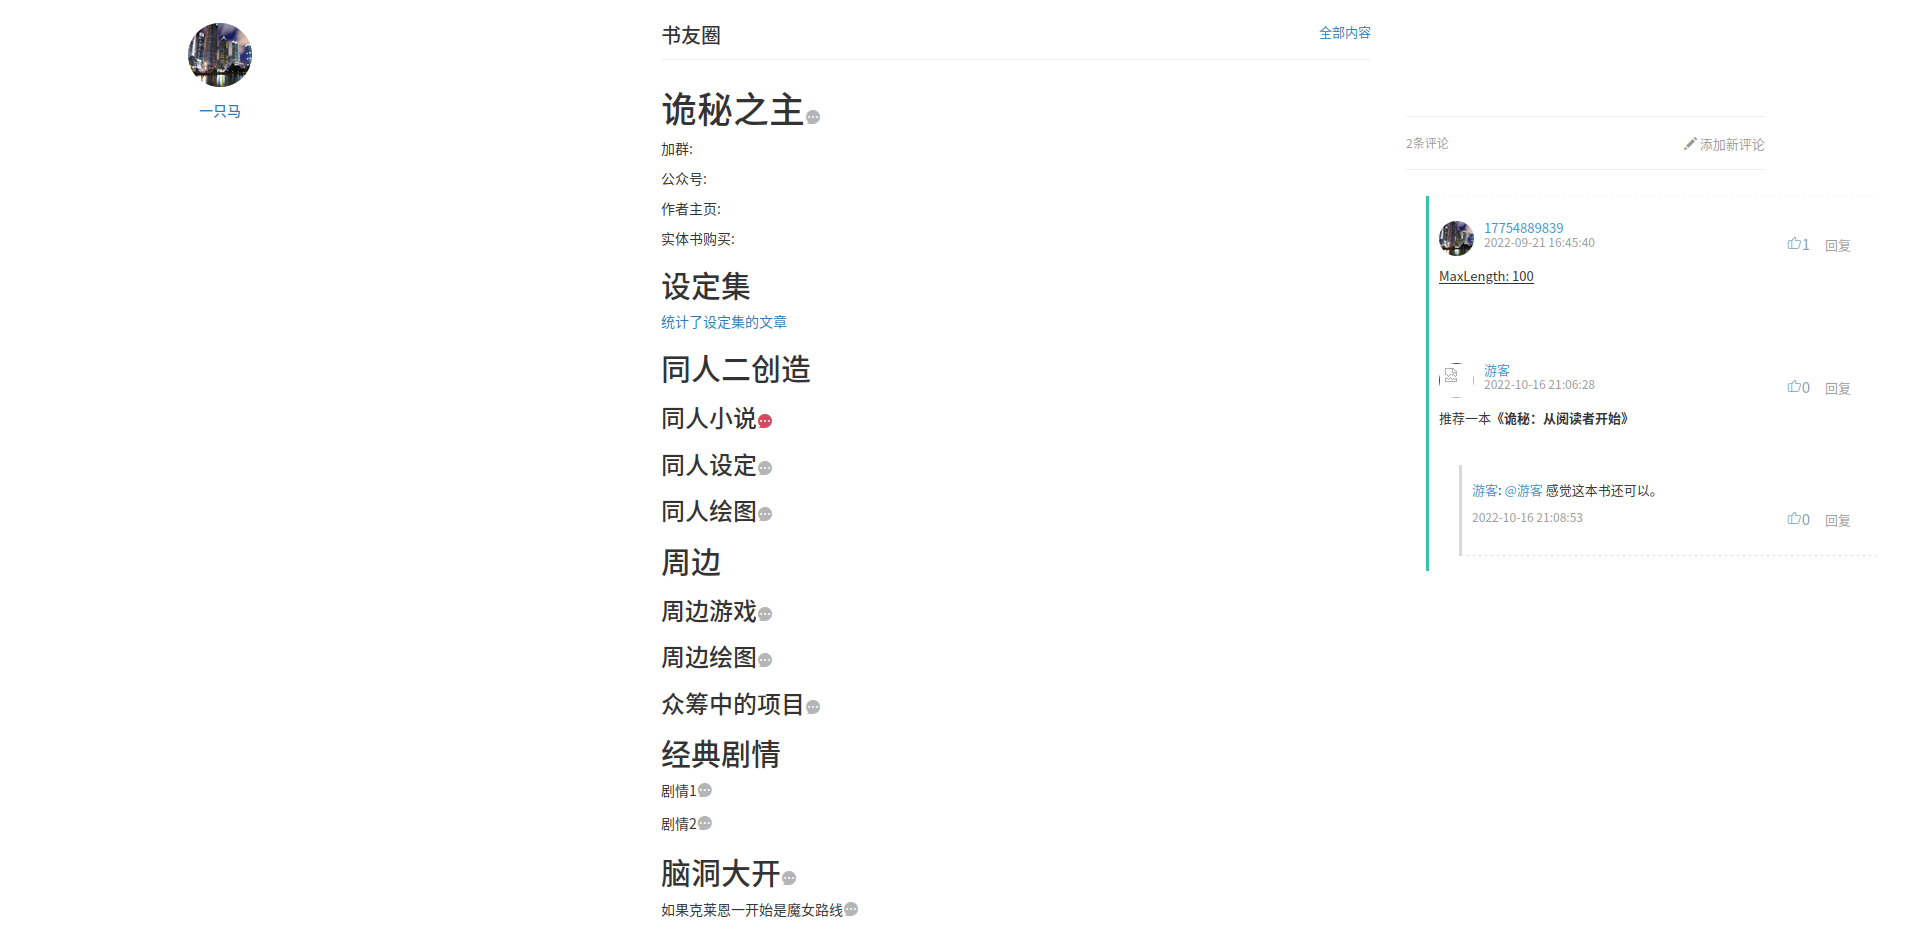 一只马
书友圈
全部内容
诡秘之主
加群:
公众号:
作者主页:
实体书购买:
设定集
统计了设定集的文章
同人二创造
同人小说
同人设定
同人绘图
周边
周边游戏
周边绘图
众筹中的项目
经典剧情
剧情1
剧情2
脑洞大开
如果克莱恩一开始是魔女路线
2条评论
添加新评论
17754889839
2022-09-21 16:45:40
1 回复
MaxLength: 100
游客
2022-10-16 21:06:28
0 回复
推荐一本《诡秘：从阅读者开始》
游客: @游客 感觉这本书还可以。
2022-10-16 21:08:53
0 回复